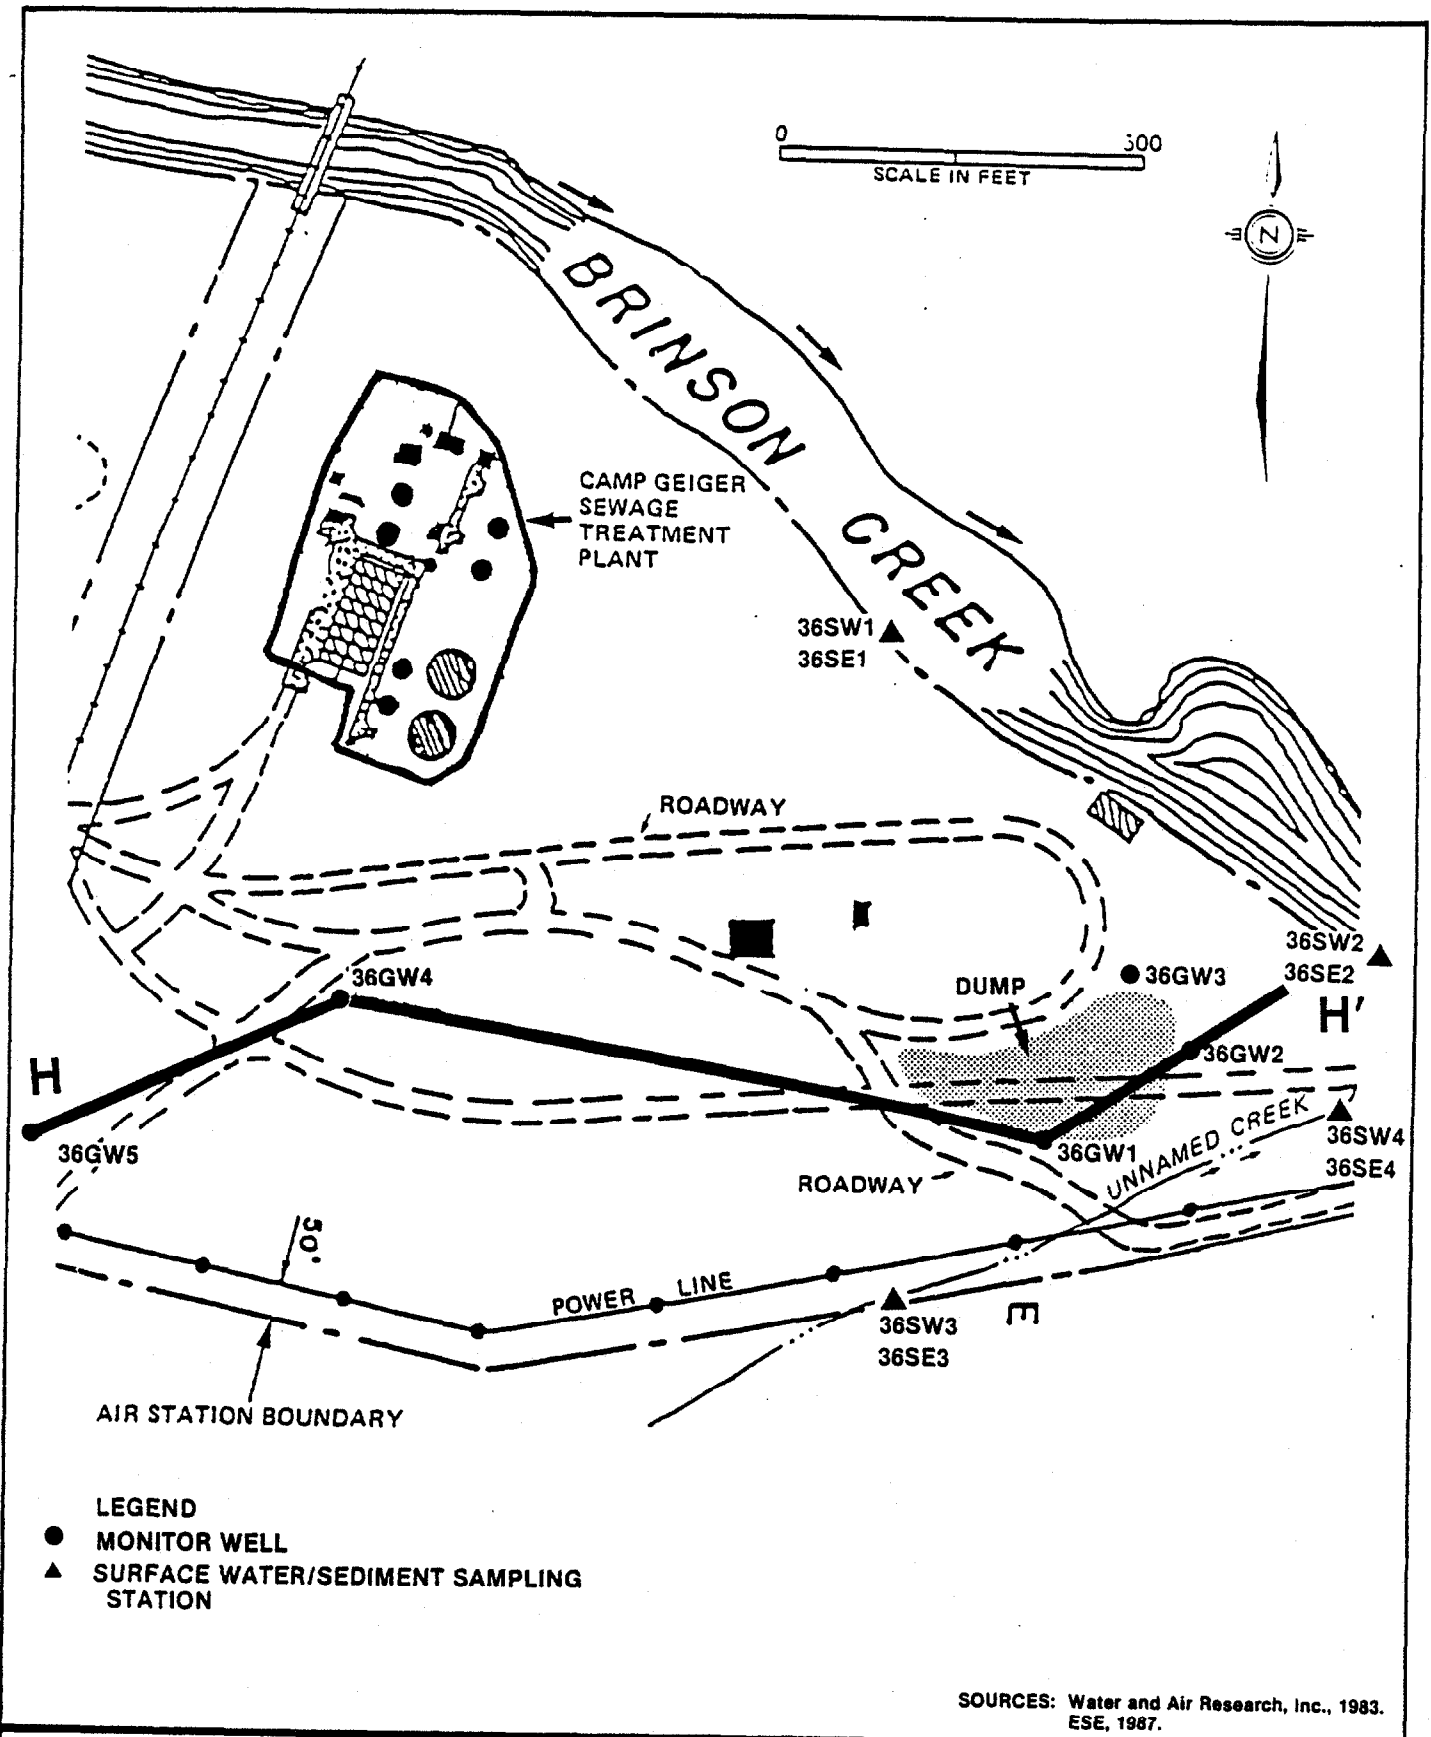 0 300
SCALE IN FEET
N
BRINSON CREEK
CAMP GEIGER
SEWAGE
TREATMENT
PLANT
36SW1
36SE1
ROADWAY
36SW2
36SE2
H'
36GW4
DUMP
36GW3
36GW2
H
36GW5
36GW1
ROADWAY
UNNAMED CREEK
36SW4
36SE4
50'
POWER LINE
36SW3
36SE3
E
AIR STATION BOUNDARY
LEGEND
MONITOR WELL
SURFACE WATER/SEDIMENT SAMPLING
STATION
SOURCES: Water and Air Research, Inc., 1983.
ESE, 1987.